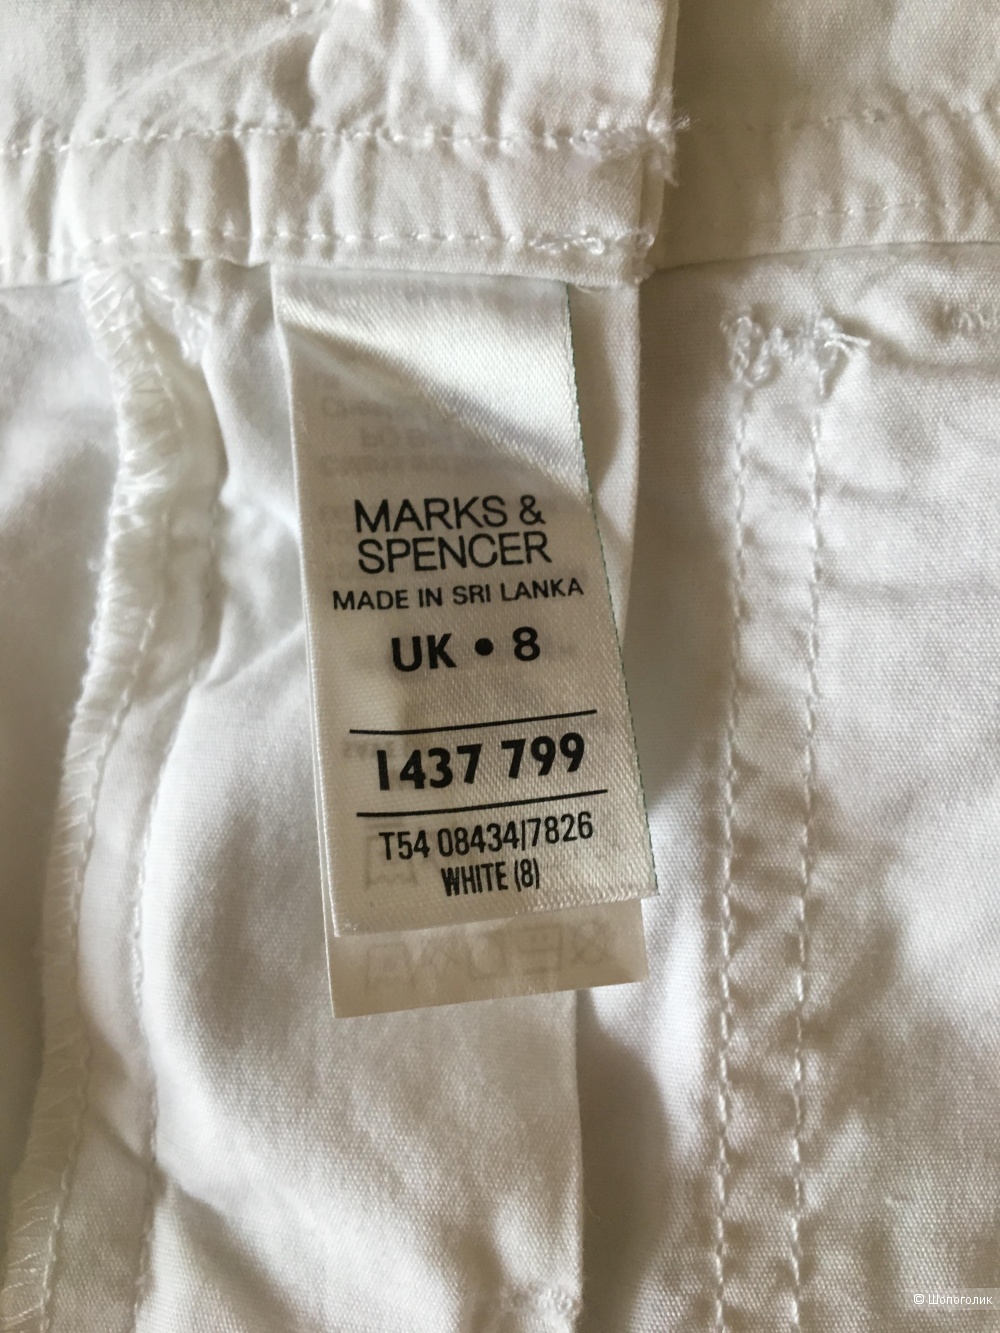 MARKS &
SPENCER
MADE IN SRI LANKA
UK • 8
1437 799
T54 08434/7826
WHITE (8)
© Шопоголик